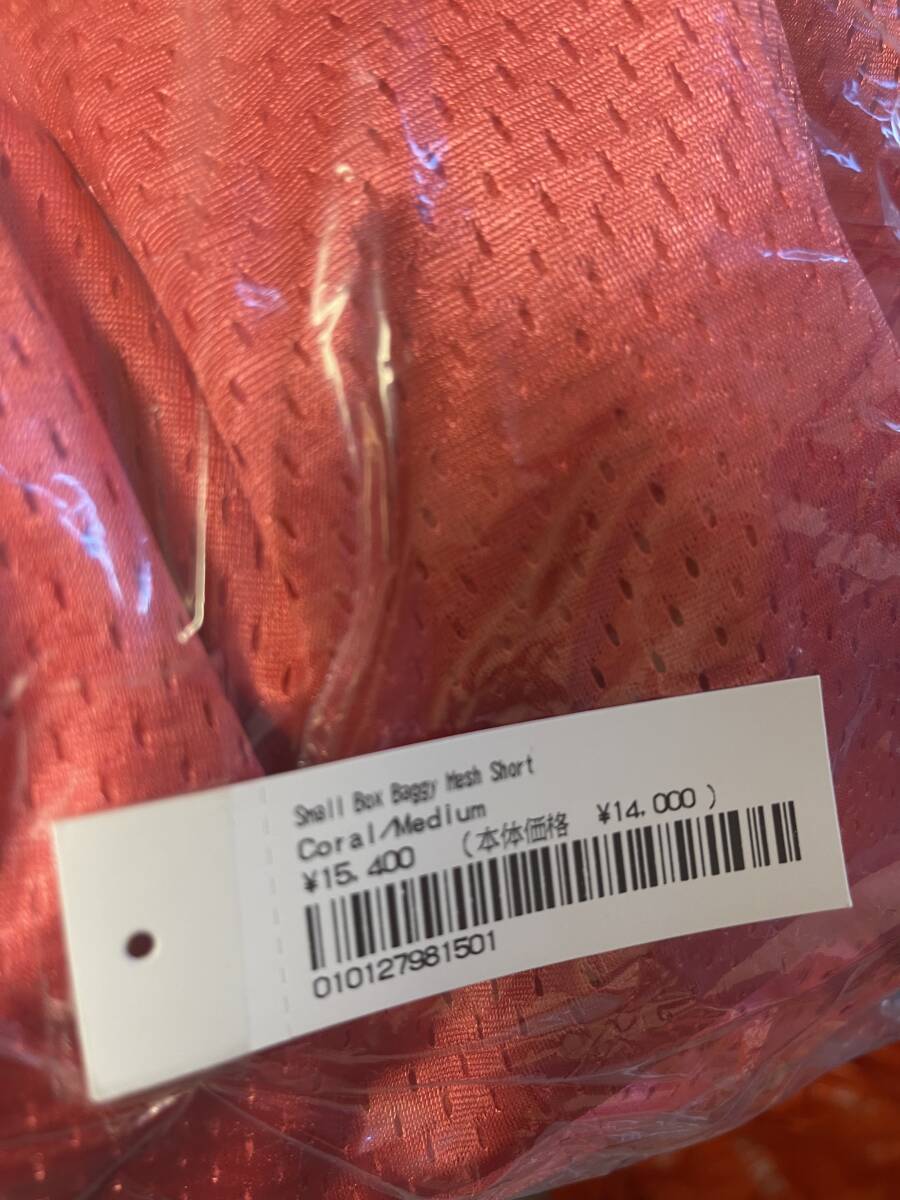 Small Box Baggy Mesh Short
Coral/Medium
¥15.400 (本体価格 ¥14.000)
010127981501